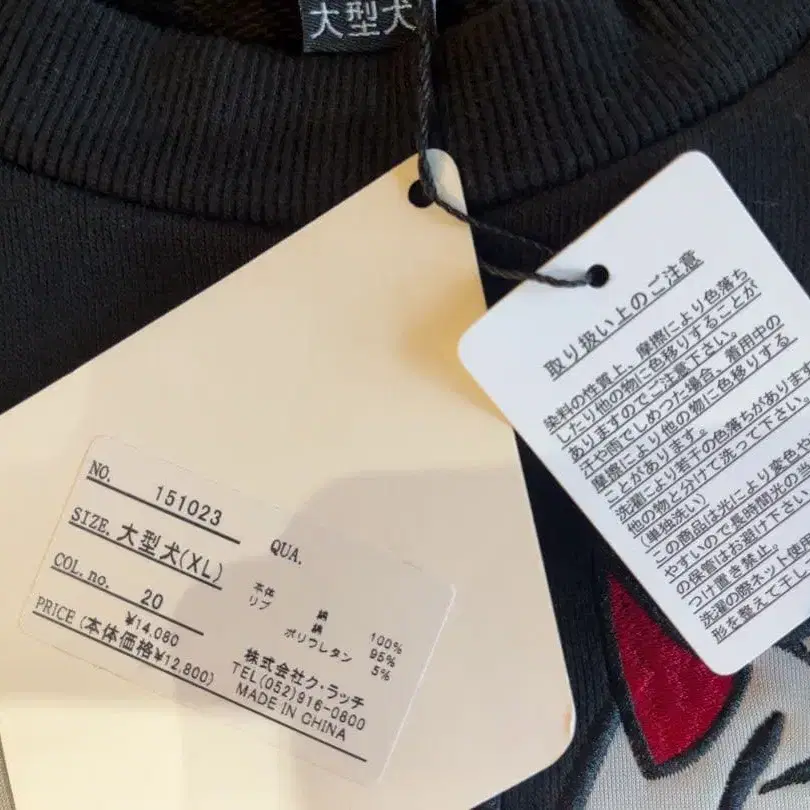 大型犬
NO. 151023
SIZE. 大型犬(XL)
COL. no. 20
PRICE ¥14,080
(本体価格¥12,800)
QUA.
本体 綿 100%
リブ 綿 95%
ポリウレタン 5%
株式会社ク・ラッチ
TEL(052)916-0800
MADE IN CHINA
取り扱い上のご注意
染料の性質上、摩擦により色落ち
したり他の物に色移りすることが
ありますのでご注意下さい。
汗や雨でしめつた場合、着用中の
摩擦により他の物に色移りする
ことがあります。
洗濯により若干の色落ちがあります
他の物と分けて洗って下さい。
(単独洗い)
この商品は光により変色や
やすいので長時間光の当
の保管はお避け下さい
つけ置き禁止。
洗濯の際ネット使用
形を整えて干して